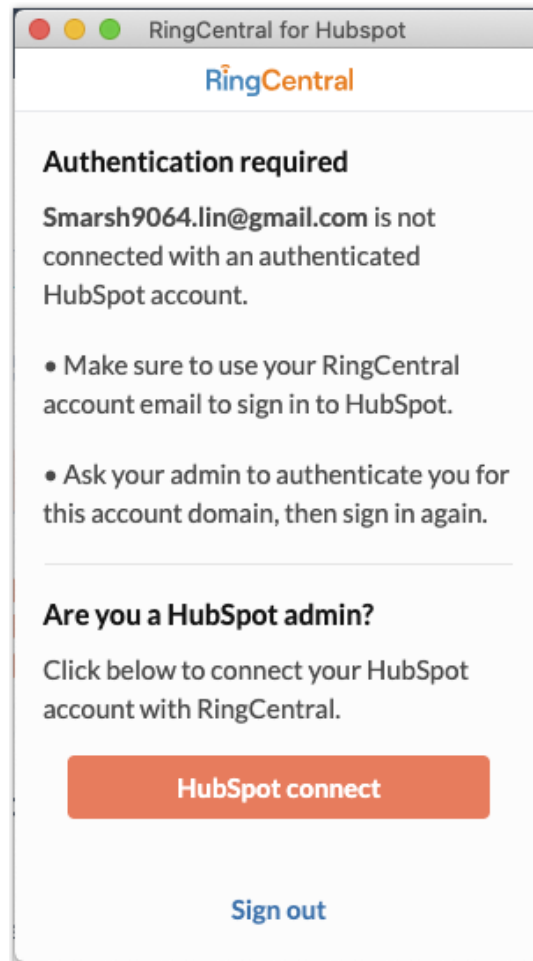 RingCentral for Hubspot
RingCentral
Authentication required
Smarsh9064.lin@gmail.com is not
connected with an authenticated
HubSpot account.
• Make sure to use your RingCentral
account email to sign in to HubSpot.
• Ask your admin to authenticate you for
this account domain, then sign in again.
Are you a HubSpot admin?
Click below to connect your HubSpot
account with RingCentral.
HubSpot connect
Sign out